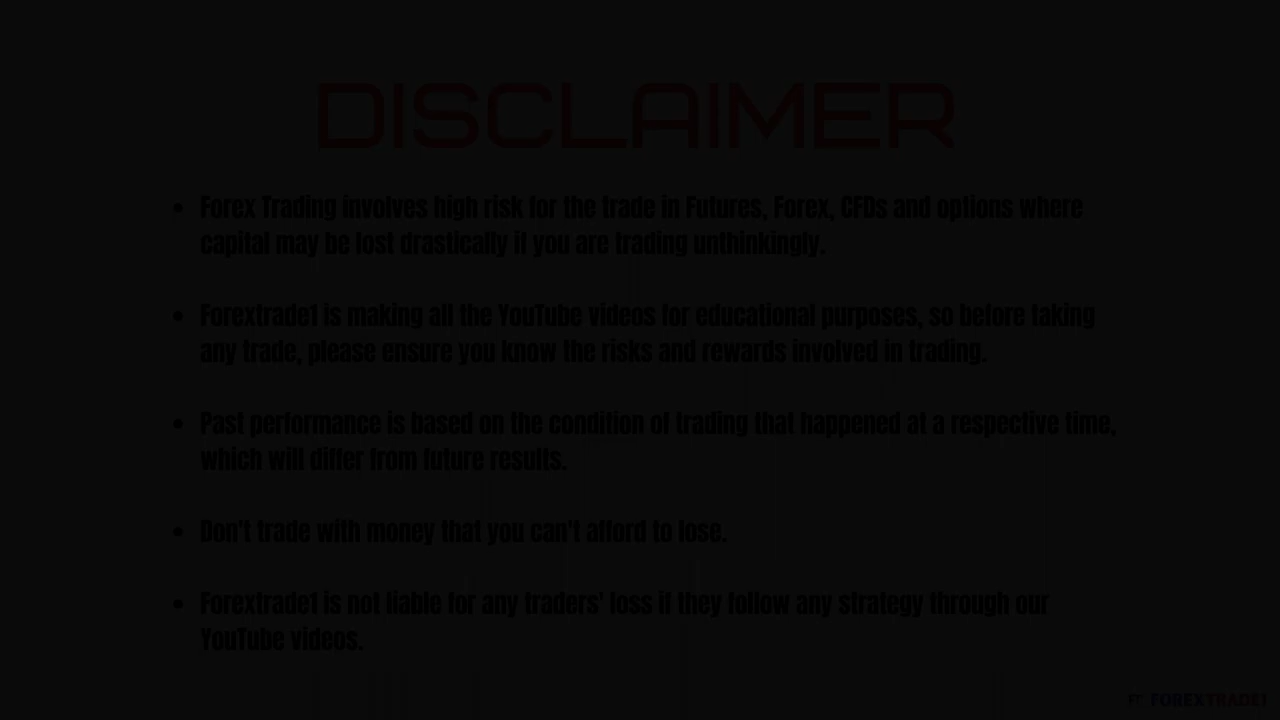 DISCLAIMER
• Forex Trading involves high risk for the trade in Futures, Forex, CFDs and options where
capital may be lost drastically if you are trading unthinkingly.
• Forextrade1 is making all the YouTube videos for educational purposes, so before taking
any trade, please ensure you know the risks and rewards involved in trading.
• Past performance is based on the condition of trading that happened at a respective time,
which will differ from future results.
• Don't trade with money that you can't afford to lose.
• Forextrade1 is not liable for any traders' loss if they follow any strategy through our
YouTube videos.
FOREXTRADE1